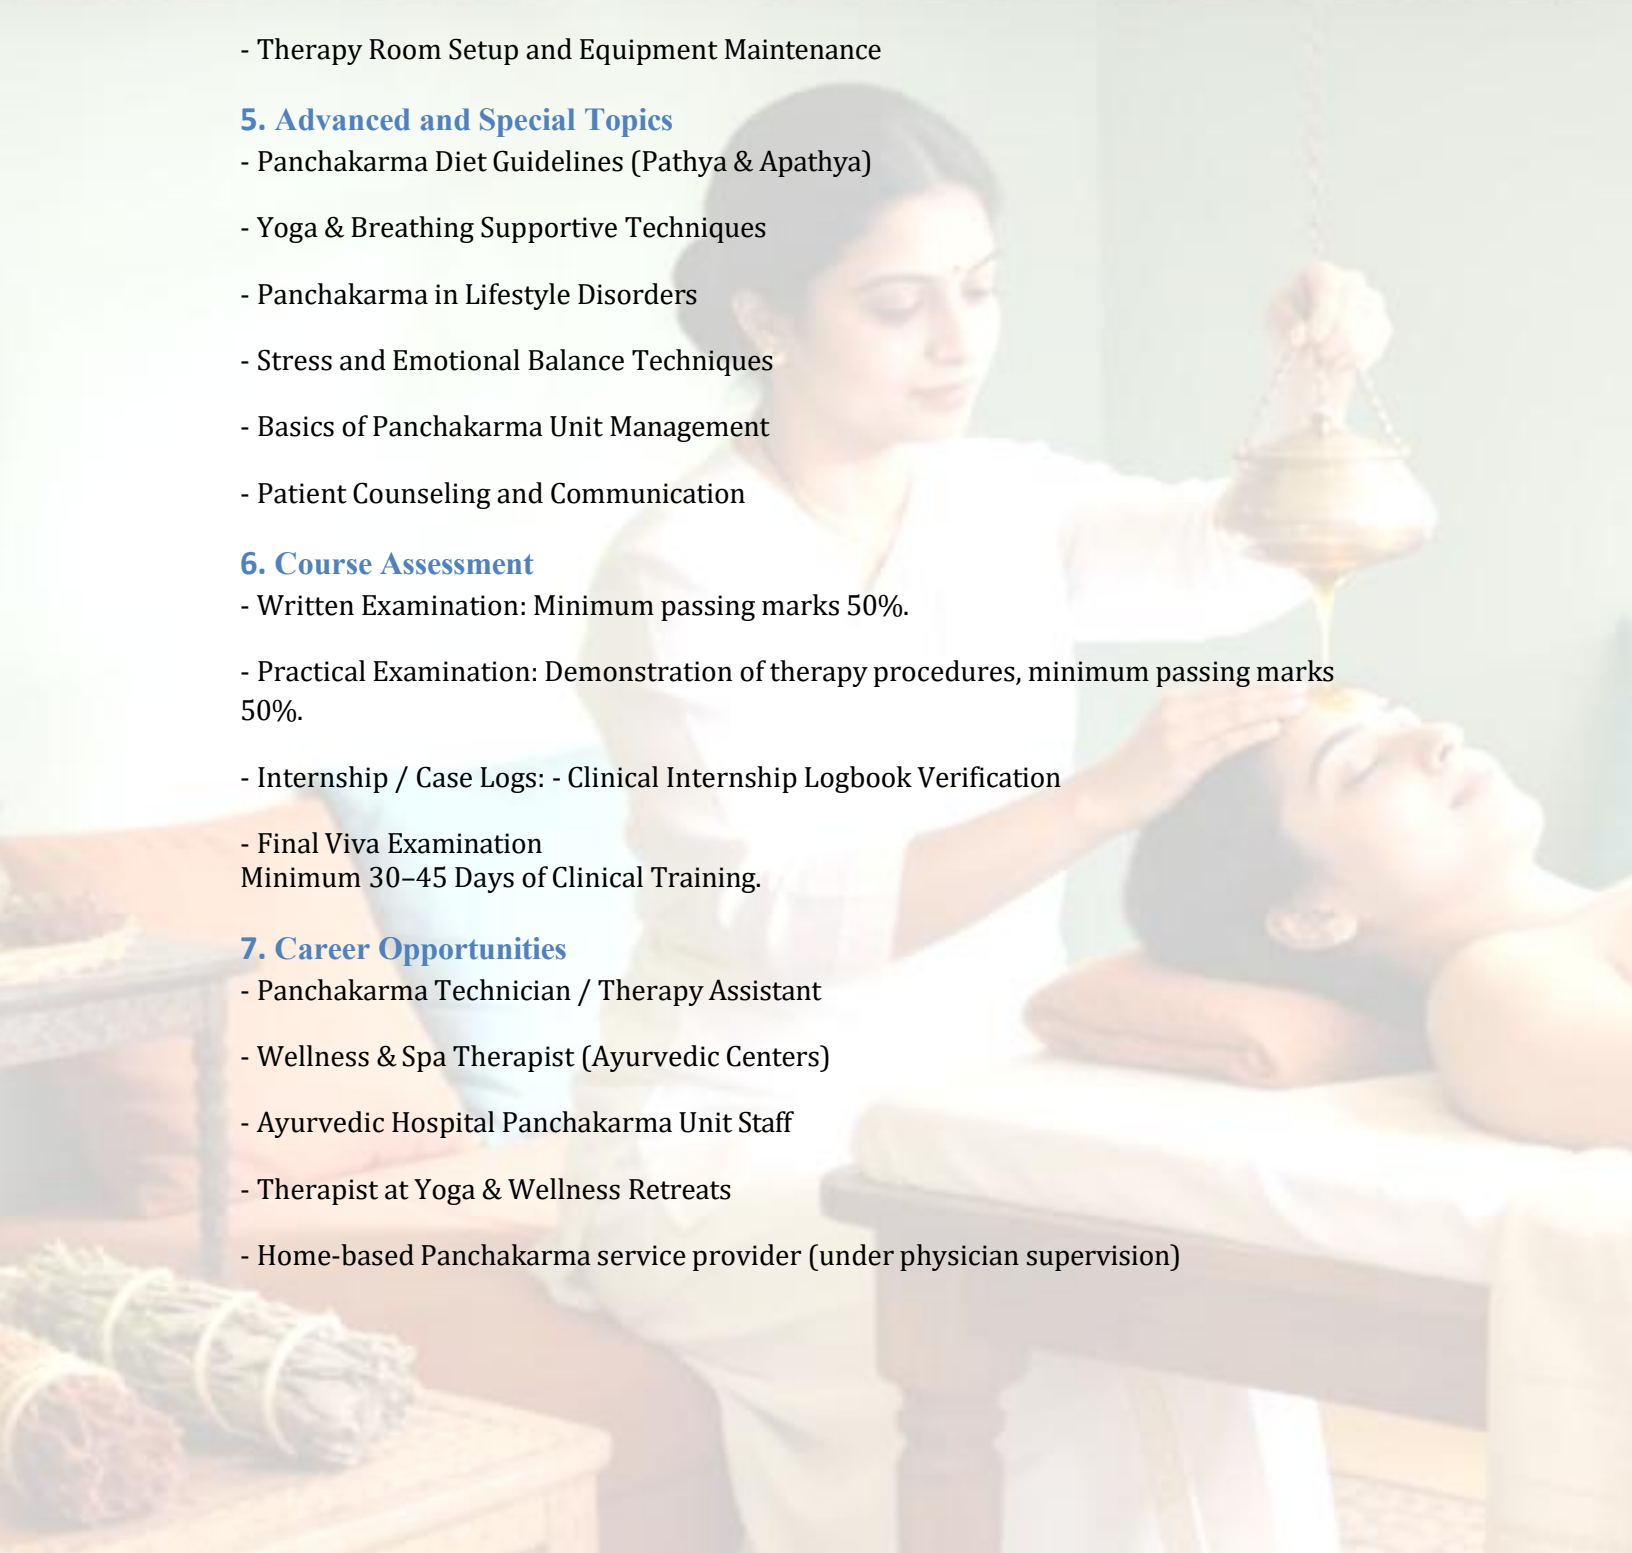 - Therapy Room Setup and Equipment Maintenance
5. Advanced and Special Topics
- Panchakarma Diet Guidelines (Pathya & Apathya)
- Yoga & Breathing Supportive Techniques
- Panchakarma in Lifestyle Disorders
- Stress and Emotional Balance Techniques
- Basics of Panchakarma Unit Management
- Patient Counseling and Communication
6. Course Assessment
- Written Examination: Minimum passing marks 50%.
- Practical Examination: Demonstration of therapy procedures, minimum passing marks
50%.
- Internship / Case Logs: - Clinical Internship Logbook Verification
- Final Viva Examination
Minimum 30–45 Days of Clinical Training.
7. Career Opportunities
- Panchakarma Technician / Therapy Assistant
- Wellness & Spa Therapist (Ayurvedic Centers)
- Ayurvedic Hospital Panchakarma Unit Staff
- Therapist at Yoga & Wellness Retreats
- Home-based Panchakarma service provider (under physician supervision)